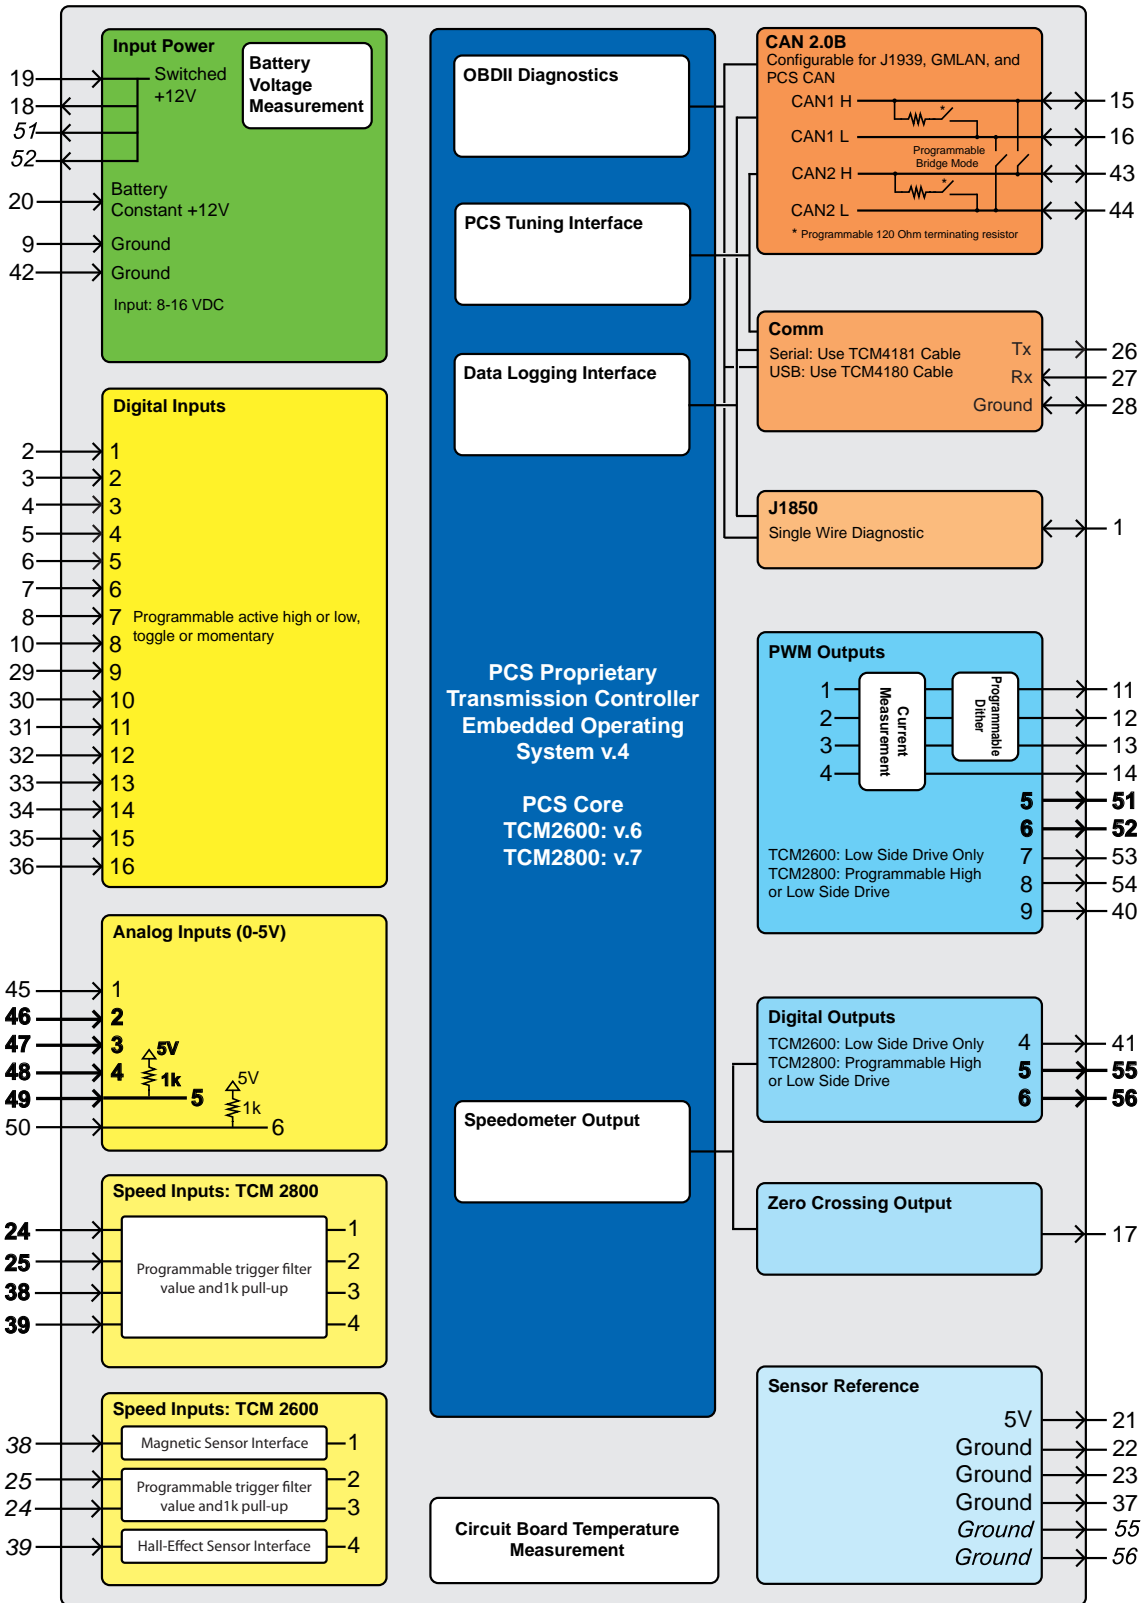 Input Power
Battery
Voltage
Measurement
19
Switched
+12V
18
51
52
20
Battery
Constant +12V
9
Ground
42
Ground
Input: 8-16 VDC
Digital Inputs
2 1
3 2
4 3
5 4
6 5
7 6
8 7
10 8
29 9
30 10
31 11
32 12
33 13
34 14
35 15
36 16
Programmable active high or low,
toggle or momentary
Analog Inputs (0-5V)
45 1
46 2
47 3
48 4
5V
1k
49 5
5V
1k
50 6
Speed Inputs: TCM 2800
24 1
25 2
38 3
39 4
Programmable trigger filter
value and1k pull-up
Speed Inputs: TCM 2600
38 Magnetic Sensor Interface 1
25 2
24 3
Programmable trigger filter
value and1k pull-up
39 Hall-Effect Sensor Interface 4
OBDII Diagnostics
PCS Tuning Interface
Data Logging Interface
PCS Proprietary
Transmission Controller
Embedded Operating
System v.4
PCS Core
TCM2600: v.6
TCM2800: v.7
Speedometer Output
Circuit Board Temperature
Measurement
CAN 2.0B
Configurable for J1939, GMLAN, and
PCS CAN
CAN1 H 15
*
CAN1 L 16
Programmable
Bridge Mode
CAN2 H 43
*
CAN2 L 44
* Programmable 120 Ohm terminating resistor
Comm
Serial: Use TCM4181 Cable
USB: Use TCM4180 Cable
Tx 26
Rx 27
Ground 28
J1850
Single Wire Diagnostic
1
PWM Outputs
Current
Measurement
Programmable
Dither
1 11
2 12
3 13
4 14
5 51
6 52
7 53
8 54
9 40
TCM2600: Low Side Drive Only
TCM2800: Programmable High
or Low Side Drive
Digital Outputs
TCM2600: Low Side Drive Only
TCM2800: Programmable High
or Low Side Drive
4 41
5 55
6 56
Zero Crossing Output
17
Sensor Reference
5V 21
Ground 22
Ground 23
Ground 37
Ground 55
Ground 56